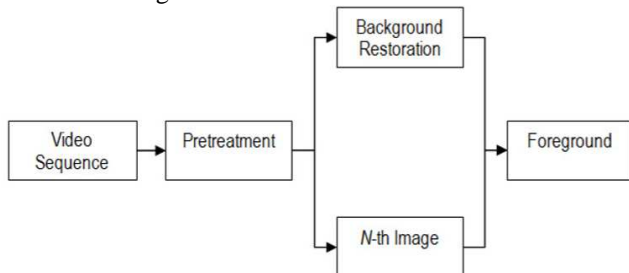 Background
Restoration
Video
Sequence
Pretreatment
Foreground
N-th Image